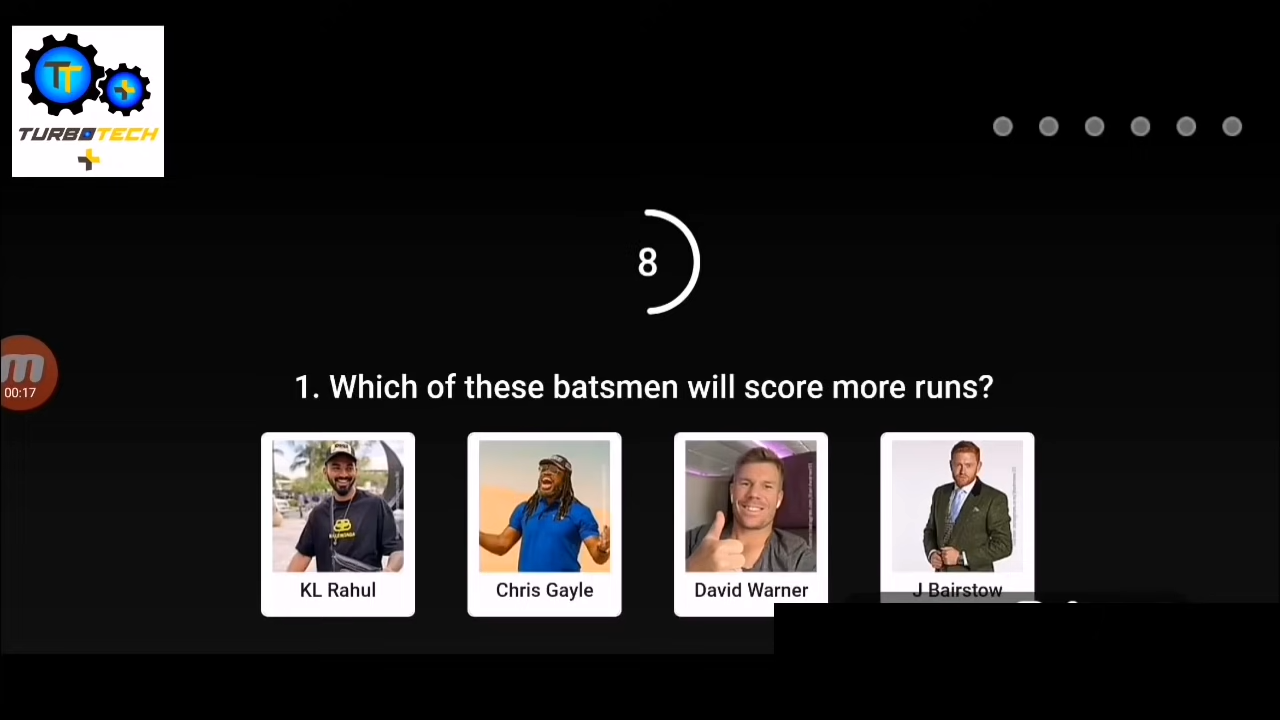 TT
TURBOTECH
8
00:17
1. Which of these batsmen will score more runs?
KL Rahul
Chris Gayle
David Warner
J Bairstow